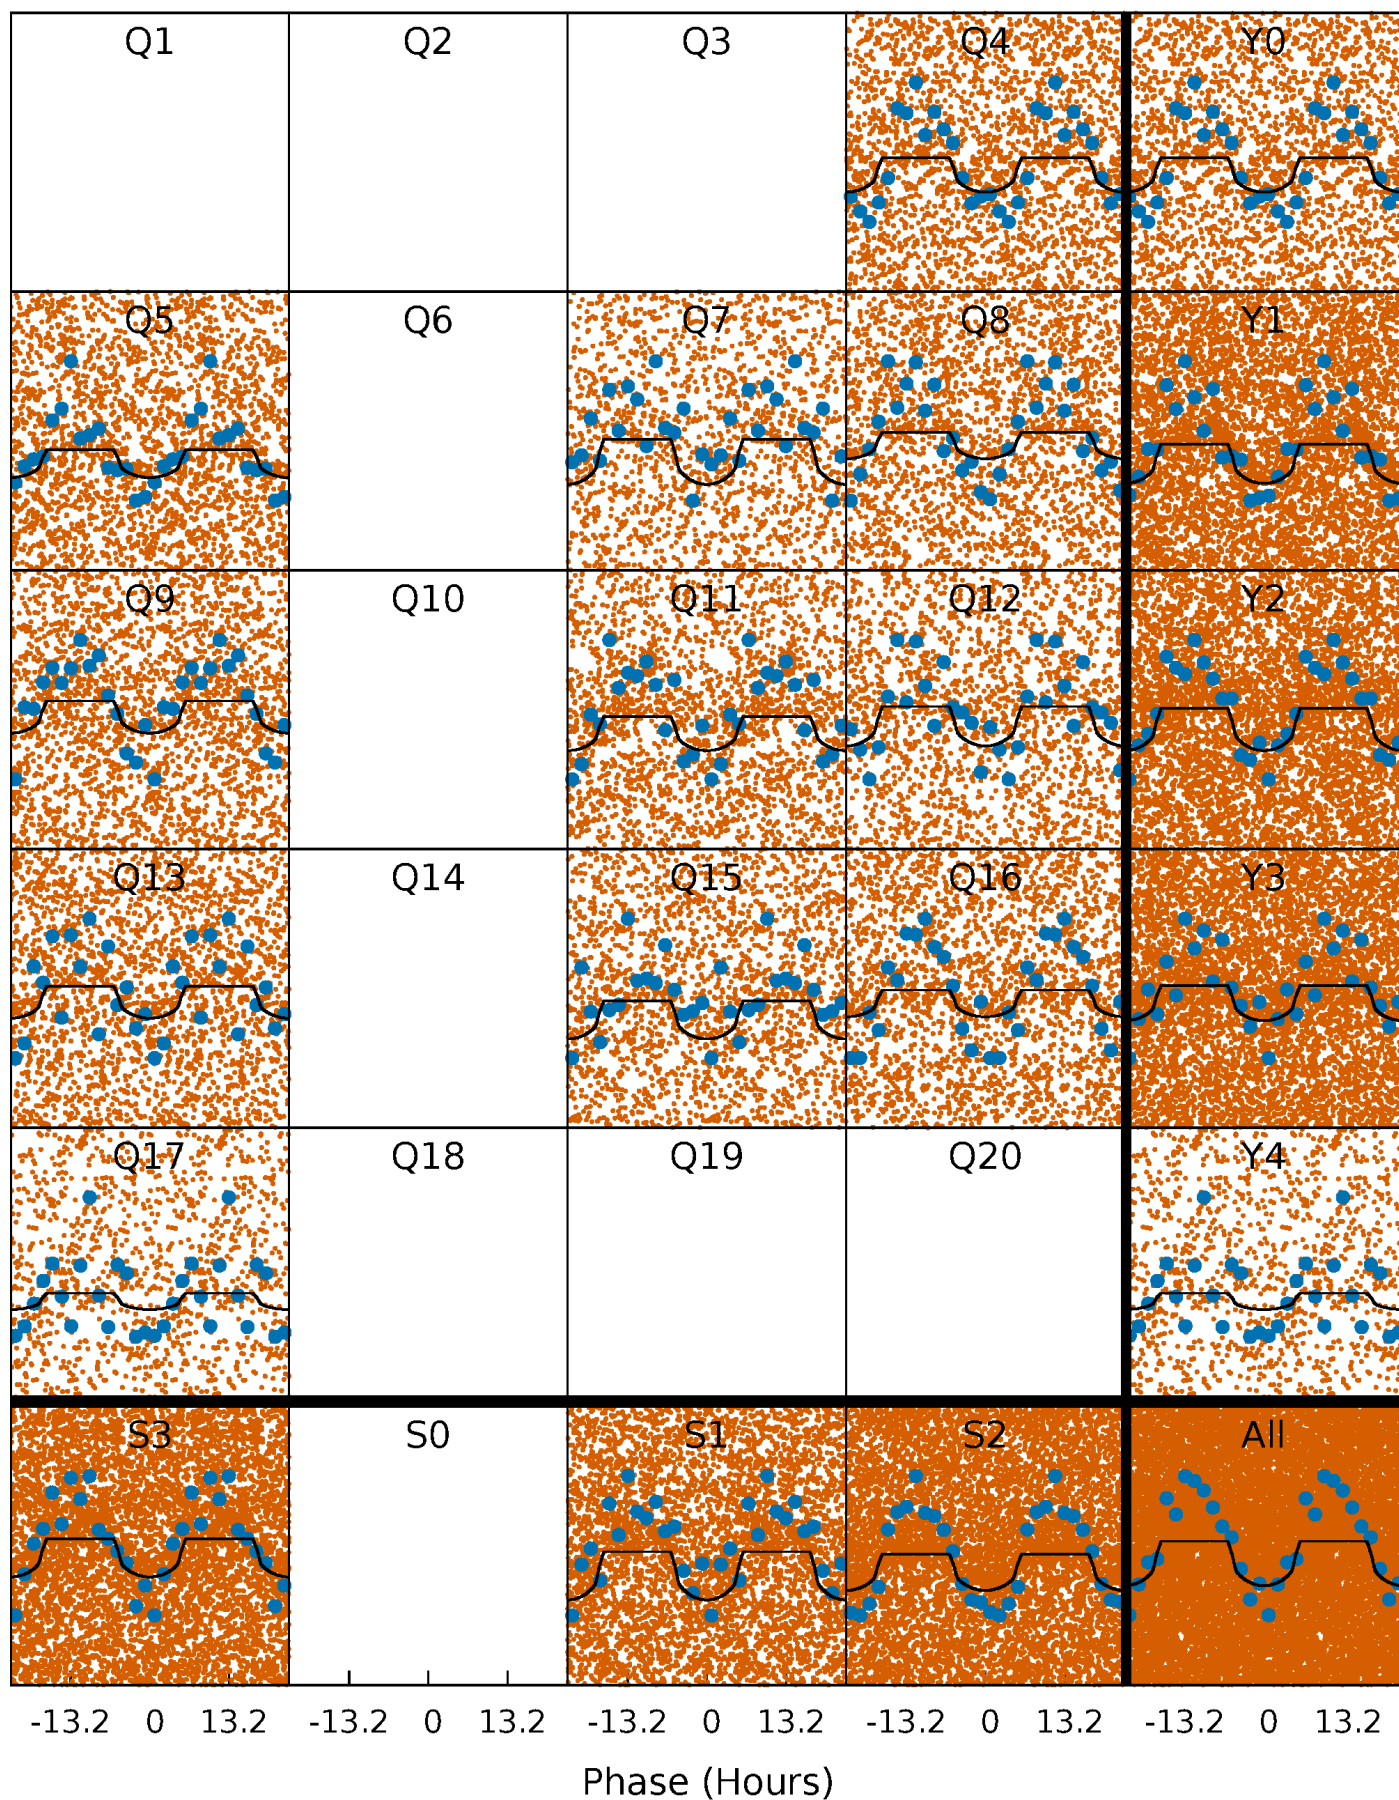 Q1 Q2 Q3 Q4 Y0
Q5 Q6 Q7 Q8 Y1
Q9 Q10 Q11 Q12 Y2
Q13 Q14 Q15 Q16 Y3
Q17 Q18 Q19 Q20 Y4
S3 S0 S1 S2 All
-13.2 0 13.2 -13.2 0 13.2 -13.2 0 13.2 -13.2 0 13.2 -13.2 0 13.2
Phase (Hours)